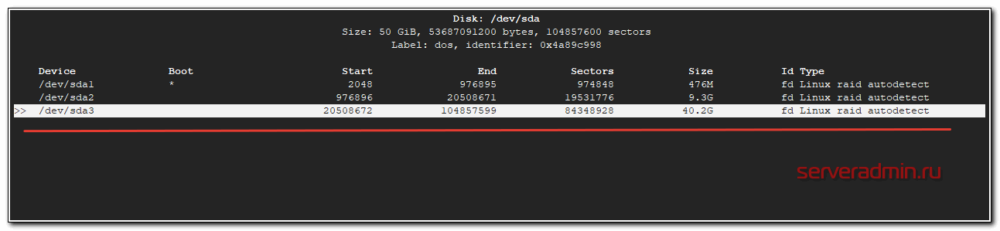 Disk: /dev/sda
Size: 50 GiB, 53687091200 bytes, 104857600 sectors
Label: dos, identifier: 0x4a89c998
Device Boot Start End Sectors Size Id Type
/dev/sda1 * 2048 976895 974848 476M fd Linux raid autodetect
/dev/sda2 976896 20508671 19531776 9.3G fd Linux raid autodetect
>> /dev/sda3 20508672 104857599 84348928 40.2G fd Linux raid autodetect
serveradmin.ru